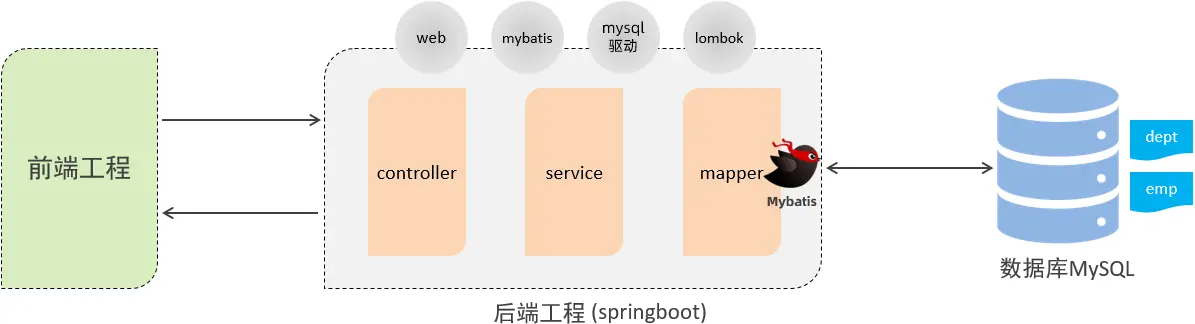 web
mybatis
mysql
驱动
lombok
前端工程
controller
service
mapper
Mybatis
dept
emp
后端工程 (springboot)
数据库MySQL